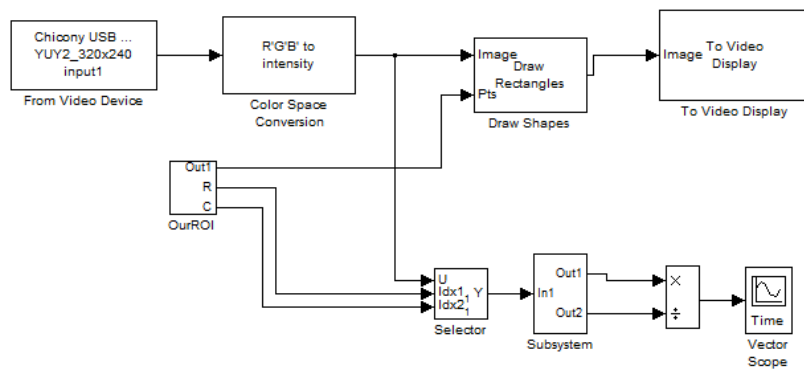 Chicony USB ...
YUY2_320x240
input1
From Video Device
R'G'B' to
intensity
Color Space
Conversion
Image
Pts
Draw
Rectangles
Draw Shapes
Image
To Video
Display
To Video Display
Out1
R
C
OurROI
U
Idx1
1
Idx2
1
Y
Selector
In1
Out1
Out2
Subsystem
×
÷
Time
Vector
Scope